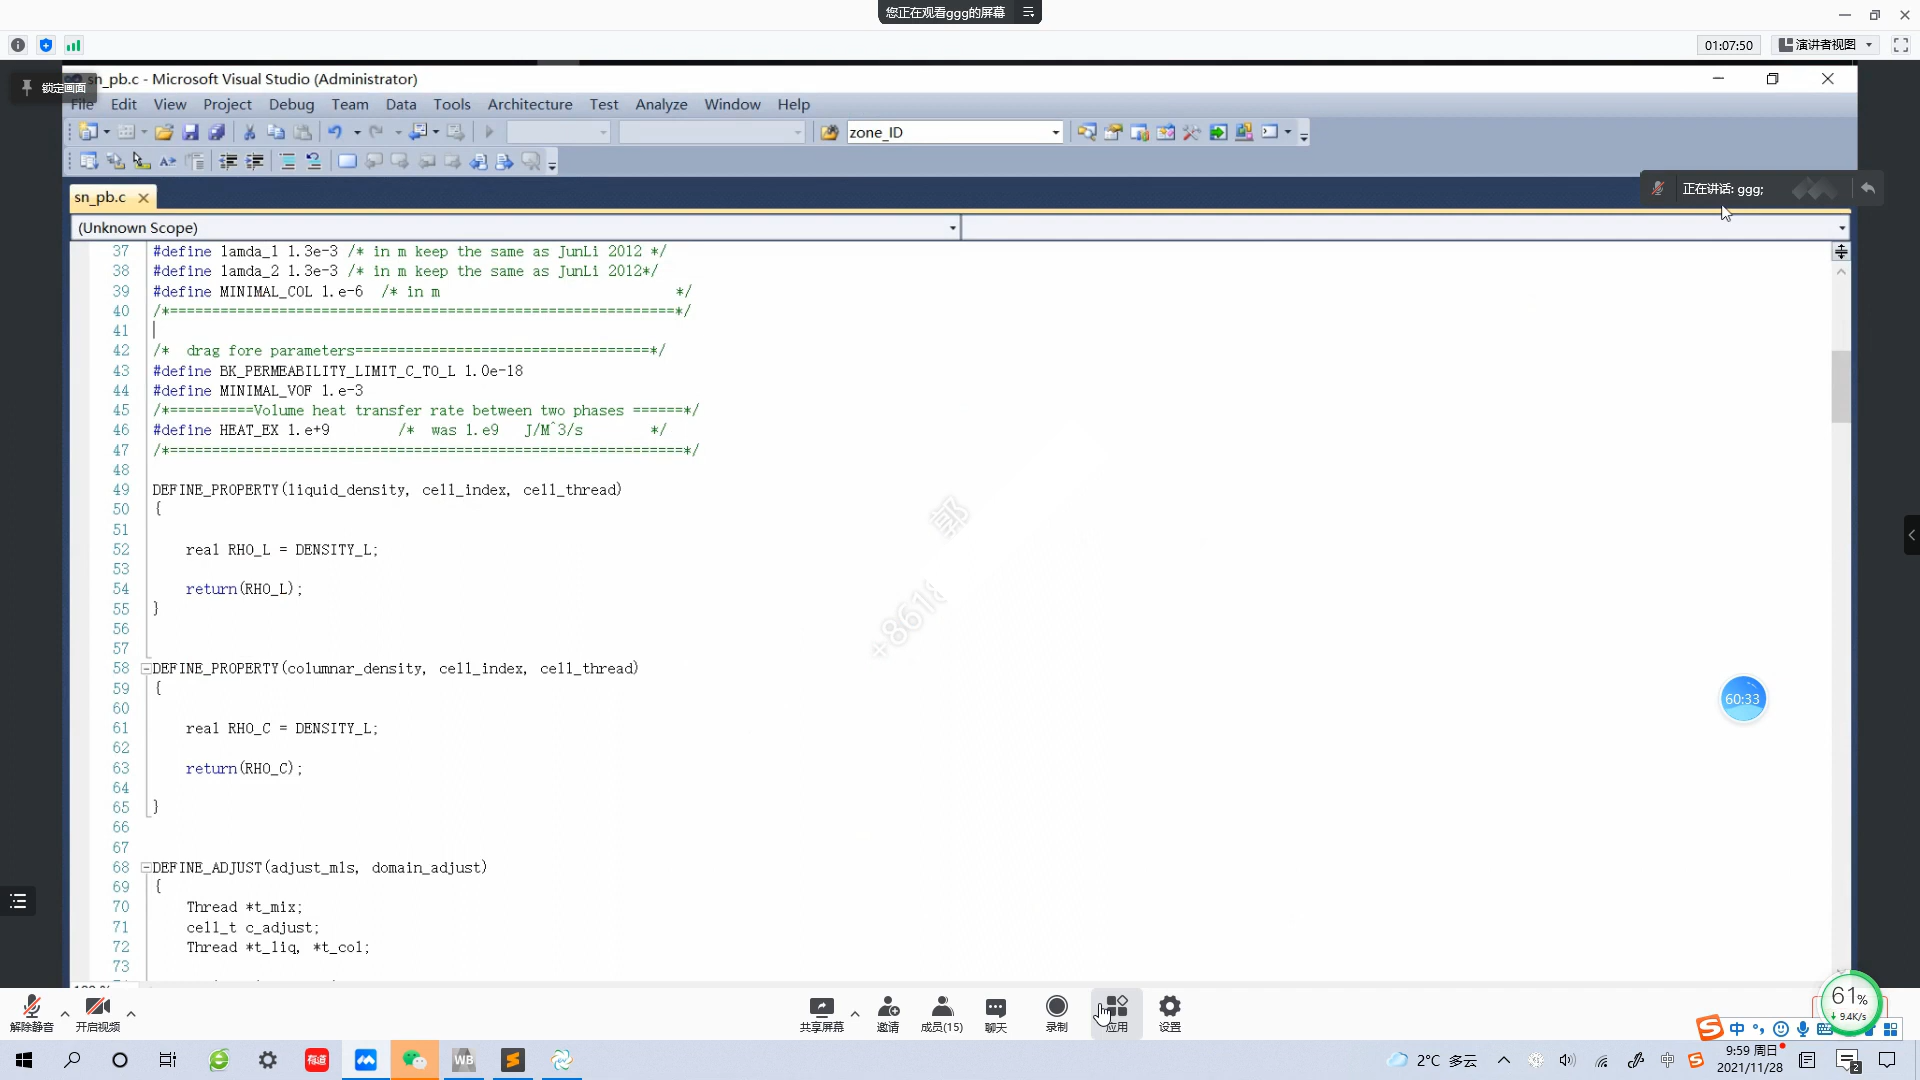 您正在观看ggg的屏幕
01:07:50
演讲者视图
锁定画面
sn_pb.c - Microsoft Visual Studio (Administrator)
File Edit View Project Debug Team Data Tools Architecture Test Analyze Window Help
zone_ID
正在讲话: ggg;
sn_pb.c
(Unknown Scope)
37 #define lamda_1 1.3e-3 /* in m keep the same as JunLi 2012 */
38 #define lamda_2 1.3e-3 /* in m keep the same as JunLi 2012*/
39 #define MINIMAL_COL 1.e-6 /* in m */
40 /*============================================================*/
41
42 /* drag fore parameters===================================*/
43 #define BK_PERMEABILITY_LIMIT_C_TO_L 1.0e-18
44 #define MINIMAL_VOF 1.e-3
45 /*==========Volume heat transfer rate between two phases ======*/
46 #define HEAT_EX 1.e+9 /* was 1.e9 J/M^3/s */
47 /*=============================================================*/
48
49 DEFINE_PROPERTY(liquid_density, cell_index, cell_thread)
50 {
51
52 real RHO_L = DENSITY_L;
53
54 return(RHO_L);
55 }
56
57
58 DEFINE_PROPERTY(columnar_density, cell_index, cell_thread)
59 {
60
61 real RHO_C = DENSITY_L;
62
63 return(RHO_C);
64
65 }
66
67
68 DEFINE_ADJUST(adjust_mls, domain_adjust)
69 {
70 Thread *t_mix;
71 cell_t c_adjust;
72 Thread *t_liq, *t_col;
73
郭
+8618
60:33
解除静音
开启视频
共享屏幕
邀请
成员(15)
聊天
录制
应用
设置
61%
9.4K/s
中
有道
WB
2°C 多云
中
9:59 周日
2021/11/28
2